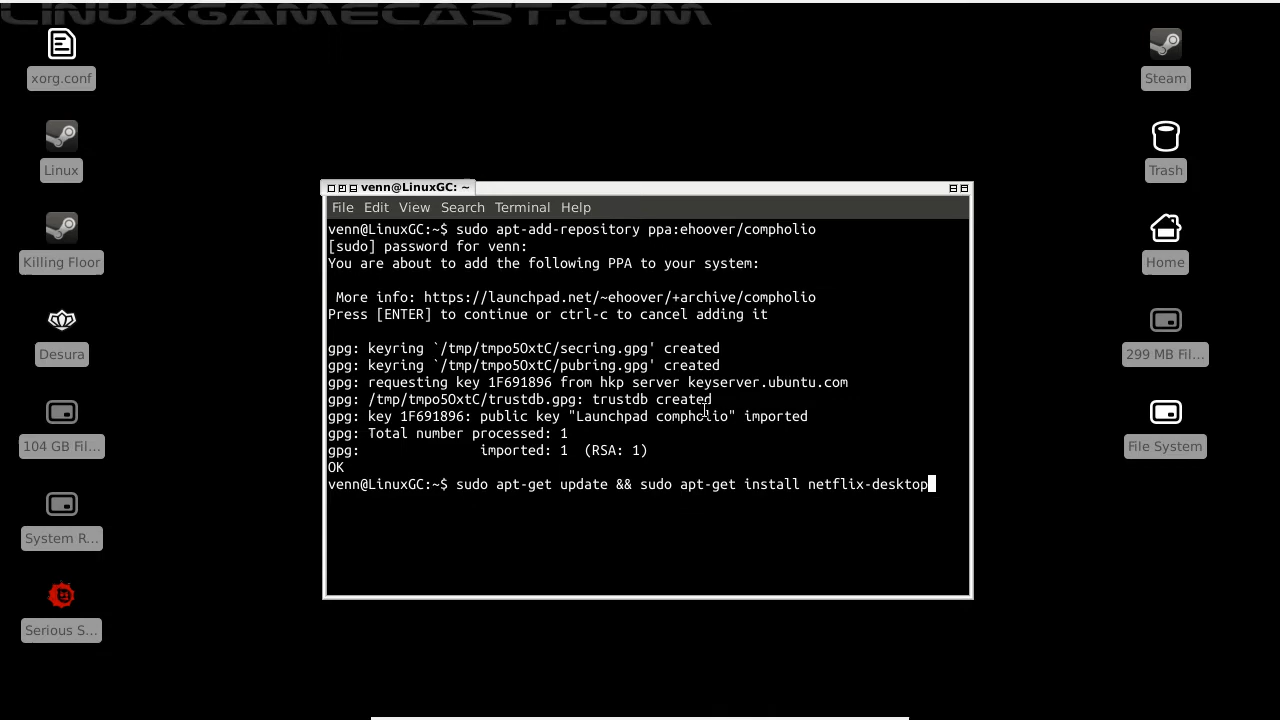 LINUXGAMECAST.COM
xorg.conf
Linux
Killing Floor
Desura
104 GB Fil...
System R...
Serious S...
venn@LinuxGC: ~
File Edit View Search Terminal Help
venn@LinuxGC:~$ sudo apt-add-repository ppa:ehoover/compholio
[sudo] password for venn:
You are about to add the following PPA to your system:
More info: https://launchpad.net/~ehoover/+archive/compholio
Press [ENTER] to continue or ctrl-c to cancel adding it
gpg: keyring `/tmp/tmpo5OxtC/secring.gpg' created
gpg: keyring `/tmp/tmpo5OxtC/pubring.gpg' created
gpg: requesting key 1F691896 from hkp server keyserver.ubuntu.com
gpg: /tmp/tmpo5OxtC/trustdb.gpg: trustdb created
gpg: key 1F691896: public key "Launchpad compholio" imported
gpg: Total number processed: 1
gpg:               imported: 1  (RSA: 1)
OK
venn@LinuxGC:~$ sudo apt-get update && sudo apt-get install netflix-desktop
Steam
Trash
Home
299 MB Fil...
File System